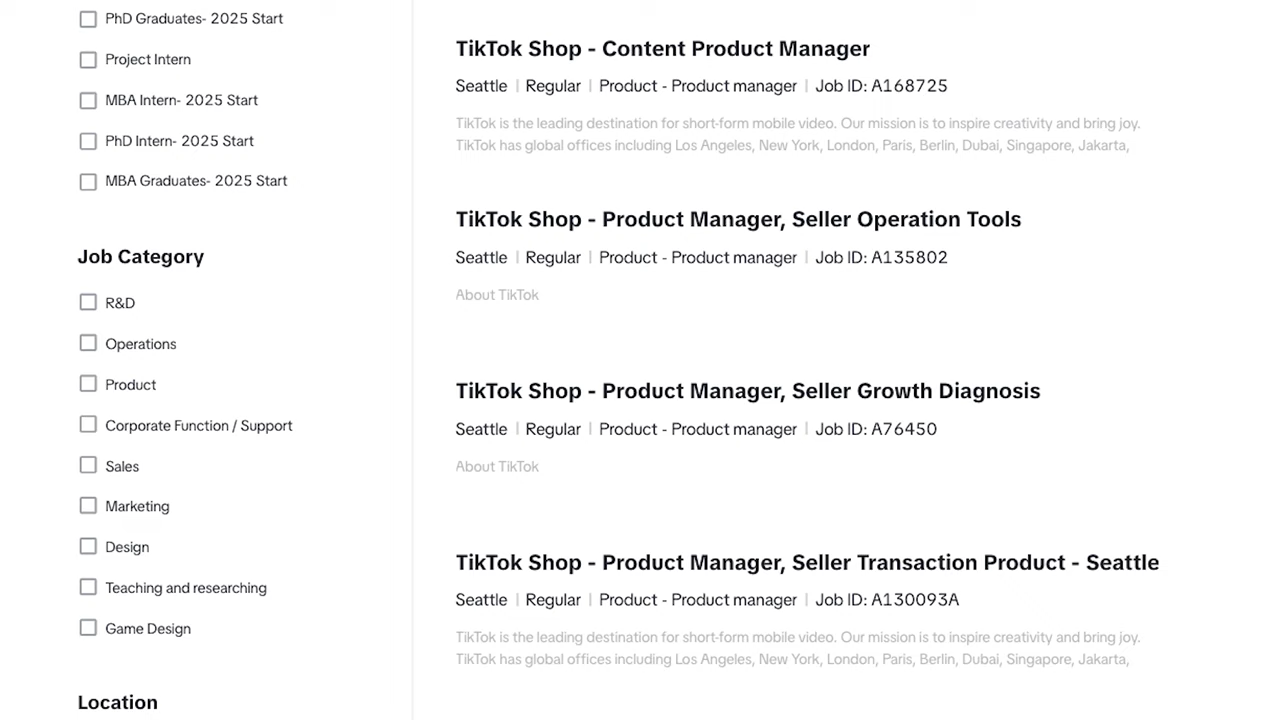 PhD Graduates- 2025 Start
Project Intern
MBA Intern- 2025 Start
PhD Intern- 2025 Start
MBA Graduates- 2025 Start
Job Category
R&D
Operations
Product
Corporate Function / Support
Sales
Marketing
Design
Teaching and researching
Game Design
Location
TikTok Shop - Content Product Manager
Seattle | Regular | Product - Product manager | Job ID: A168725
TikTok is the leading destination for short-form mobile video. Our mission is to inspire creativity and bring joy.
TikTok has global offices including Los Angeles, New York, London, Paris, Berlin, Dubai, Singapore, Jakarta,
TikTok Shop - Product Manager, Seller Operation Tools
Seattle | Regular | Product - Product manager | Job ID: A135802
About TikTok
TikTok Shop - Product Manager, Seller Growth Diagnosis
Seattle | Regular | Product - Product manager | Job ID: A76450
About TikTok
TikTok Shop - Product Manager, Seller Transaction Product - Seattle
Seattle | Regular | Product - Product manager | Job ID: A130093A
TikTok is the leading destination for short-form mobile video. Our mission is to inspire creativity and bring joy.
TikTok has global offices including Los Angeles, New York, London, Paris, Berlin, Dubai, Singapore, Jakarta,